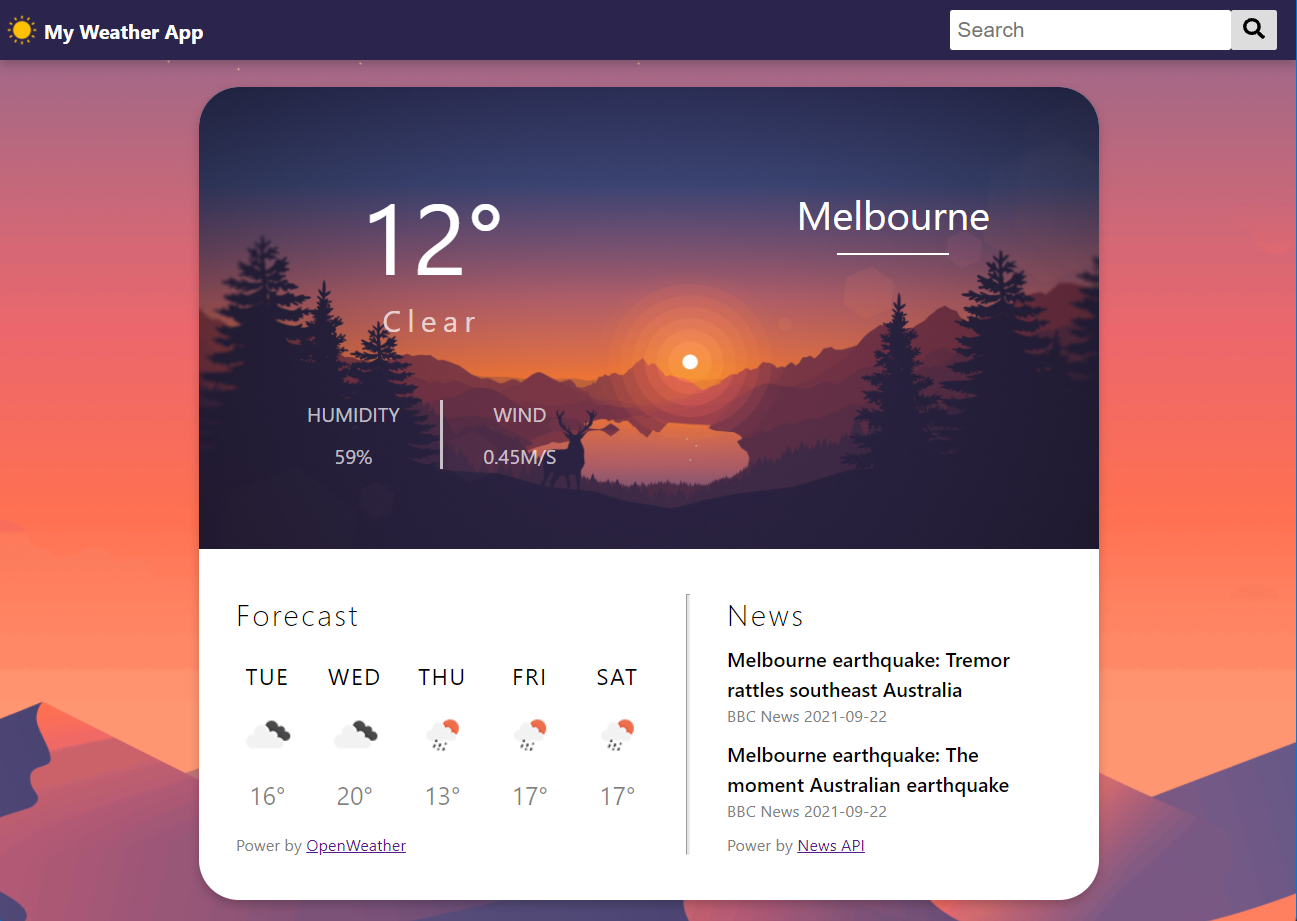 My Weather App
Search
12°
Melbourne
Clear
HUMIDITY WIND
59% 0.45M/S
Forecast
TUE WED THU FRI SAT
16° 20° 13° 17° 17°
Power by OpenWeather
News
Melbourne earthquake: Tremor
rattles southeast Australia
BBC News 2021-09-22
Melbourne earthquake: The
moment Australian earthquake
BBC News 2021-09-22
Power by News API